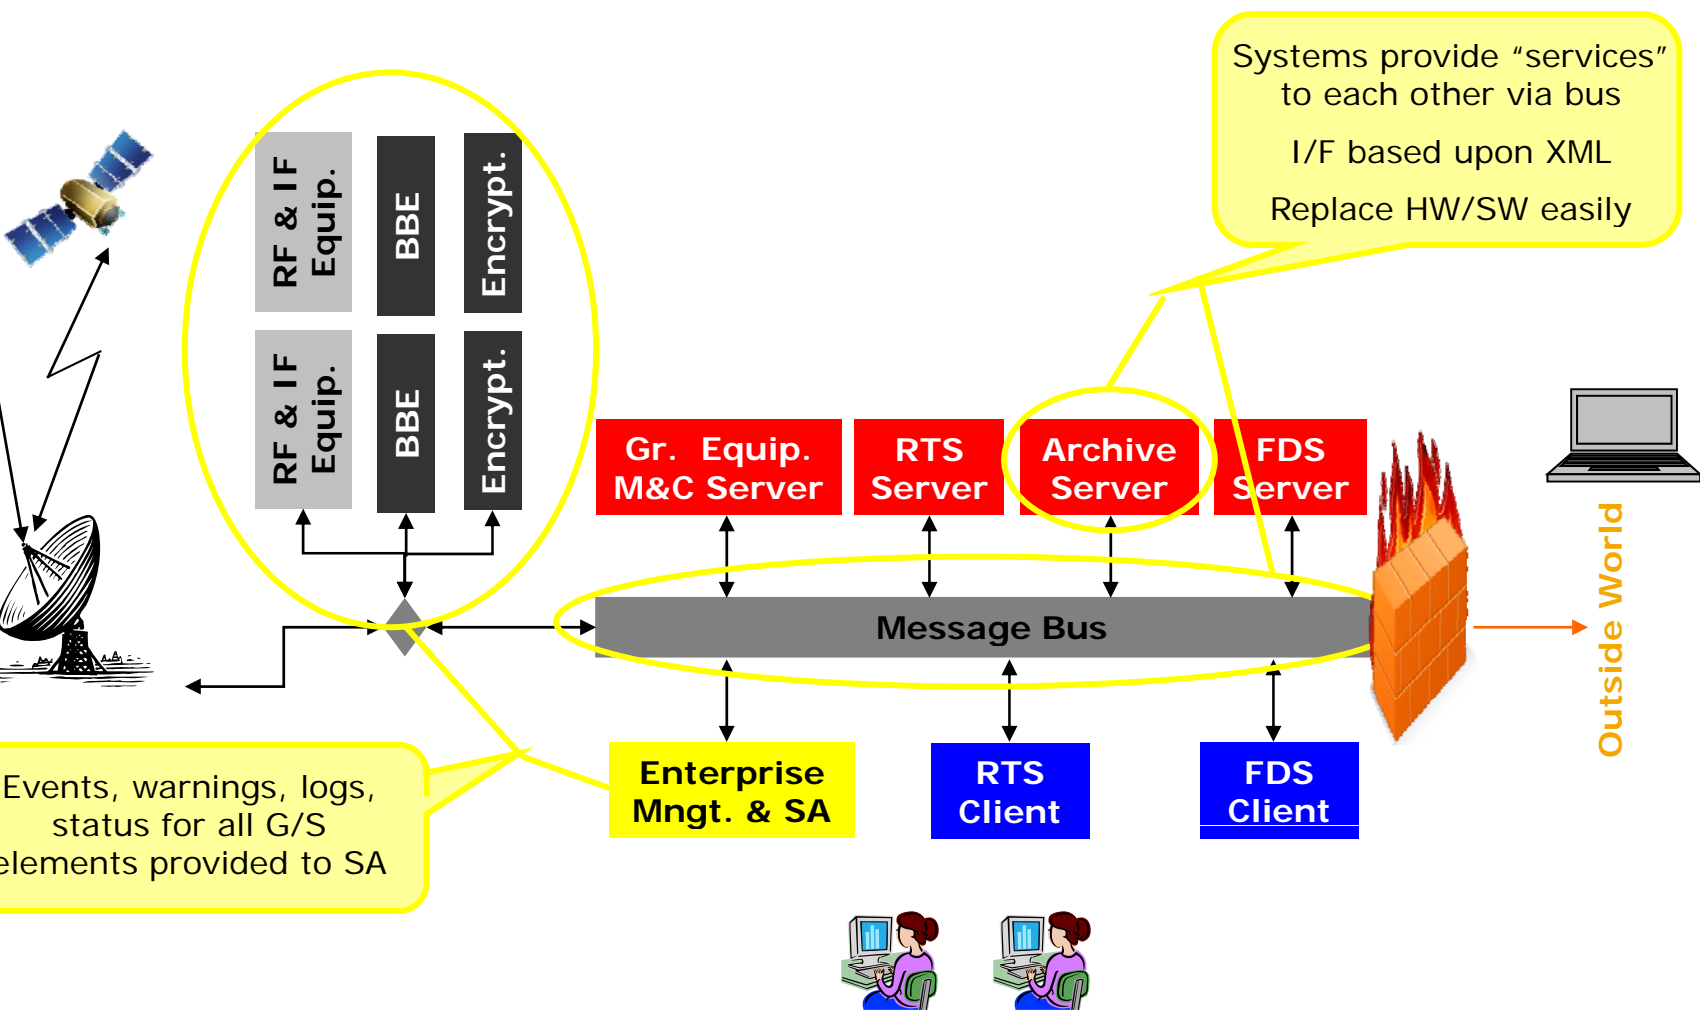 Systems provide “services”
to each other via bus
I/F based upon XML
Replace HW/SW easily
RF & IF
Equip.
BBE
Encrypt.
RF & IF
Equip.
BBE
Encrypt.
Gr. Equip.
M&C Server
RTS
Server
Archive
Server
FDS
Server
Message Bus
Outside World
Enterprise
Mngt. & SA
RTS
Client
FDS
Client
Events, warnings, logs,
status for all G/S
elements provided to SA